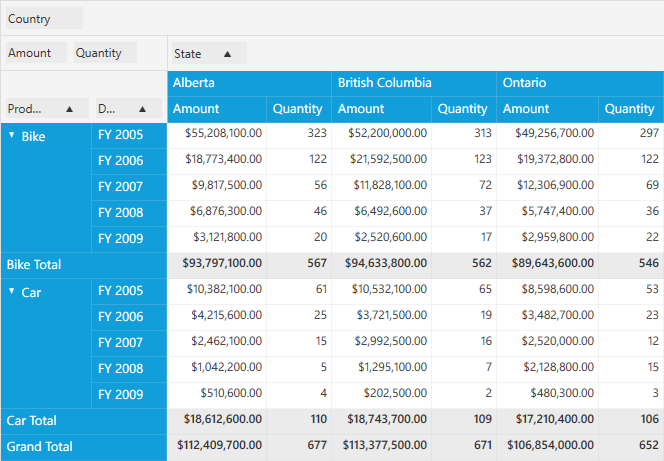 Country
Amount Quantity State
Alberta British Columbia Ontario
Prod... D... Amount Quantity Amount Quantity Amount Quantity
Bike FY 2005 $55,208,100.00 323 $52,200,000.00 313 $49,256,700.00 297
FY 2006 $18,773,400.00 122 $21,592,500.00 123 $19,372,800.00 122
FY 2007 $9,817,500.00 56 $11,828,100.00 72 $12,306,900.00 69
FY 2008 $6,876,300.00 46 $6,492,600.00 37 $5,747,400.00 36
FY 2009 $3,121,800.00 20 $2,520,600.00 17 $2,959,800.00 22
Bike Total $93,797,100.00 567 $94,633,800.00 562 $89,643,600.00 546
Car FY 2005 $10,382,100.00 61 $10,532,100.00 65 $8,598,600.00 53
FY 2006 $4,215,600.00 25 $3,721,500.00 19 $3,482,700.00 23
FY 2007 $2,462,100.00 15 $2,992,500.00 16 $2,520,000.00 12
FY 2008 $1,042,200.00 5 $1,295,100.00 7 $2,128,800.00 15
FY 2009 $510,600.00 4 $202,500.00 2 $480,300.00 3
Car Total $18,612,600.00 110 $18,743,700.00 109 $17,210,400.00 106
Grand Total $112,409,700.00 677 $113,377,500.00 671 $106,854,000.00 652